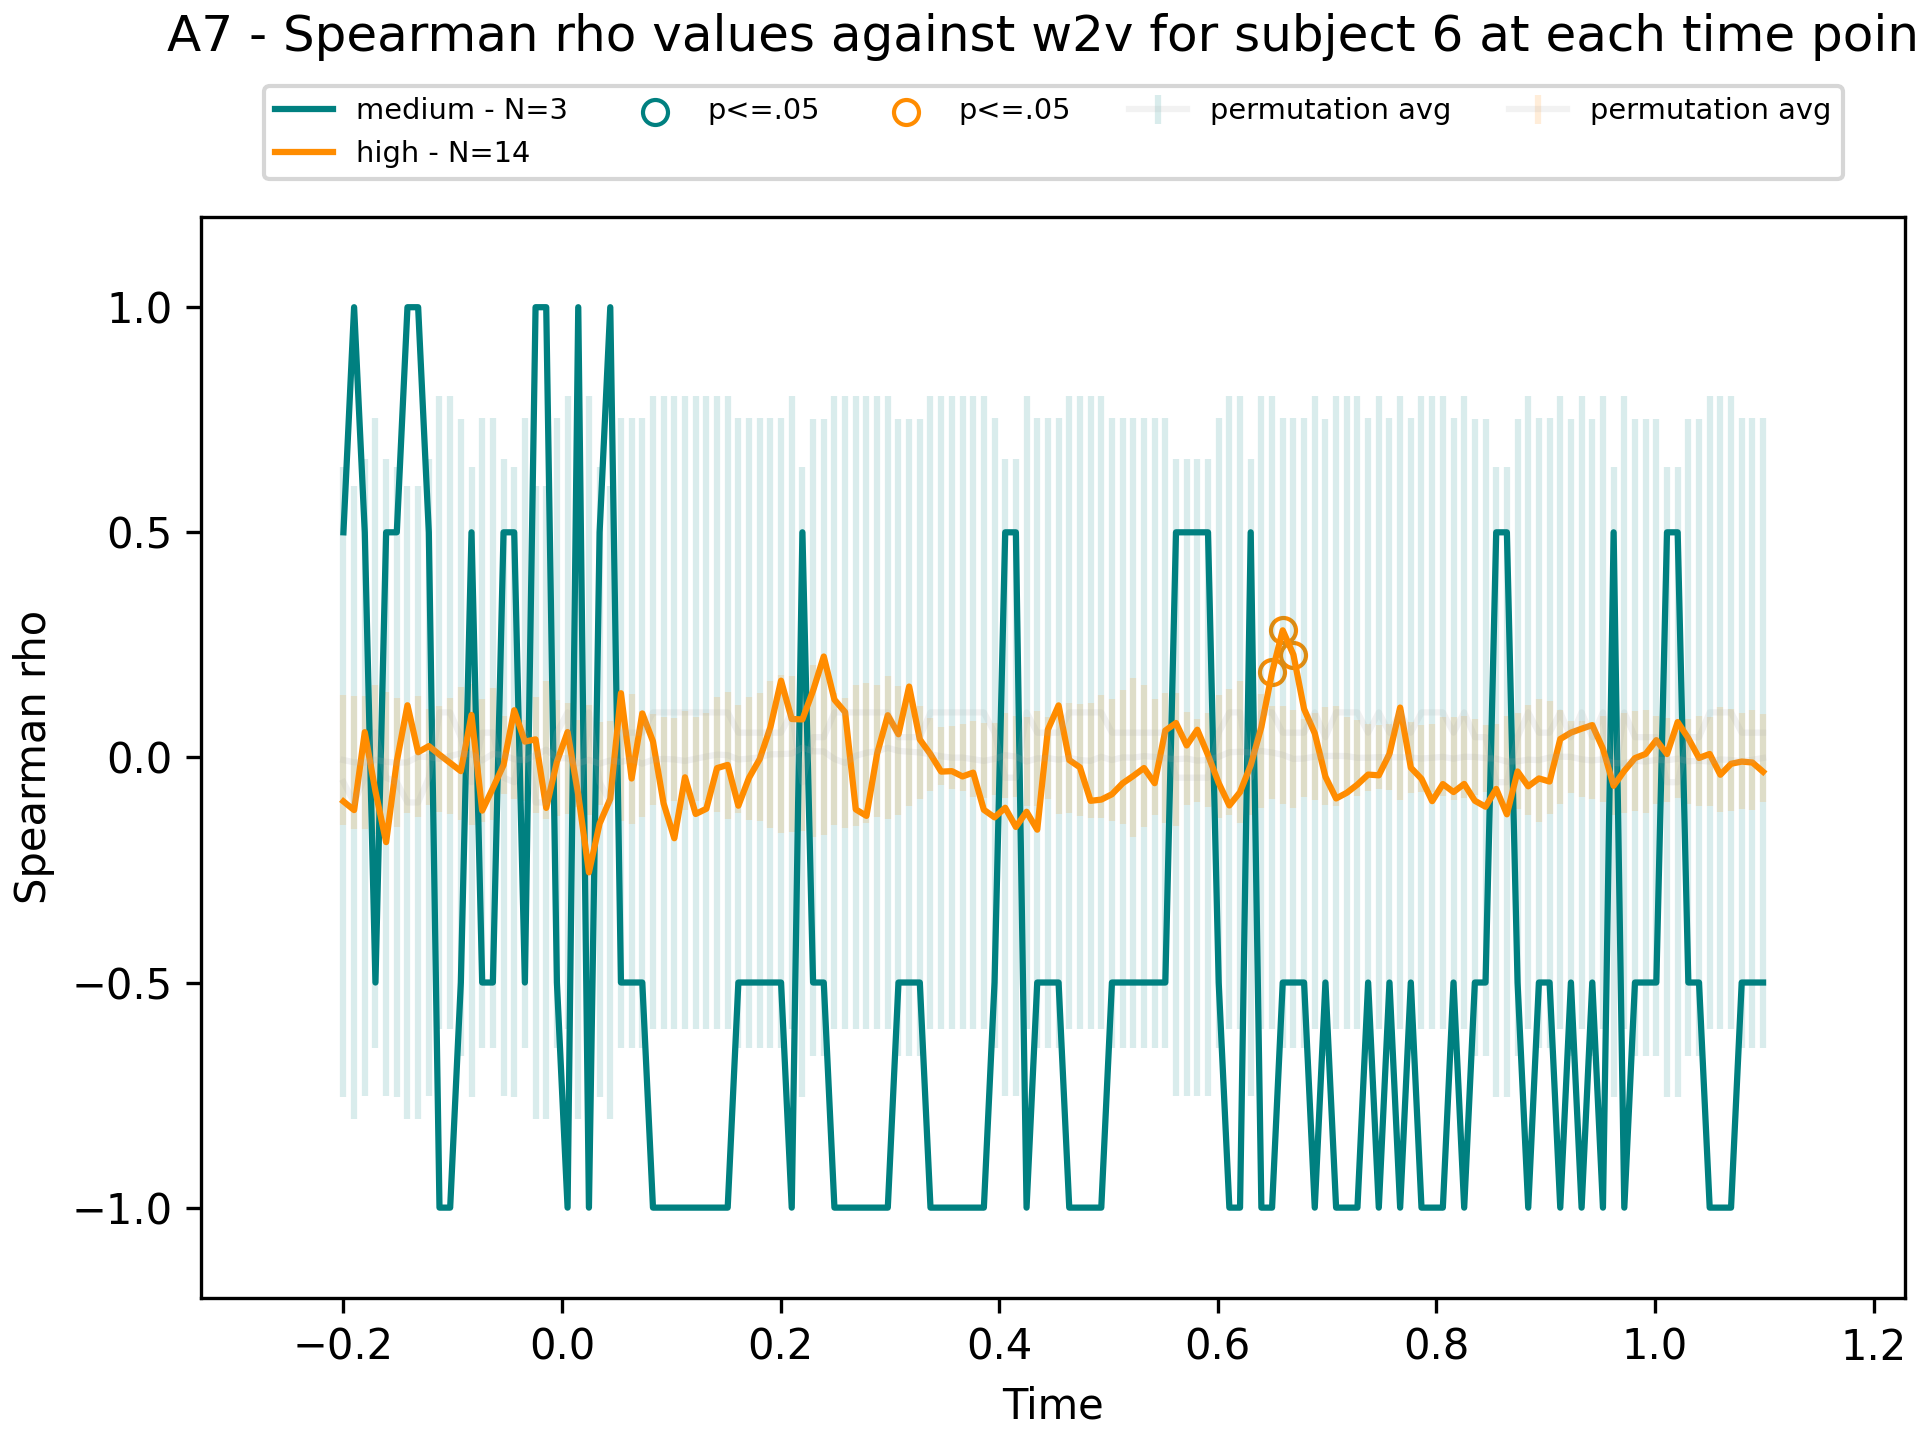 A7 - Spearman rho values against w2v for subject 6 at each time poin
medium - N=3
high - N=14
p<=.05
p<=.05
permutation avg
permutation avg
Spearman rho
1.0
0.5
0.0
−0.5
−1.0
−0.2
0.0
0.2
0.4
0.6
0.8
1.0
1.2
Time